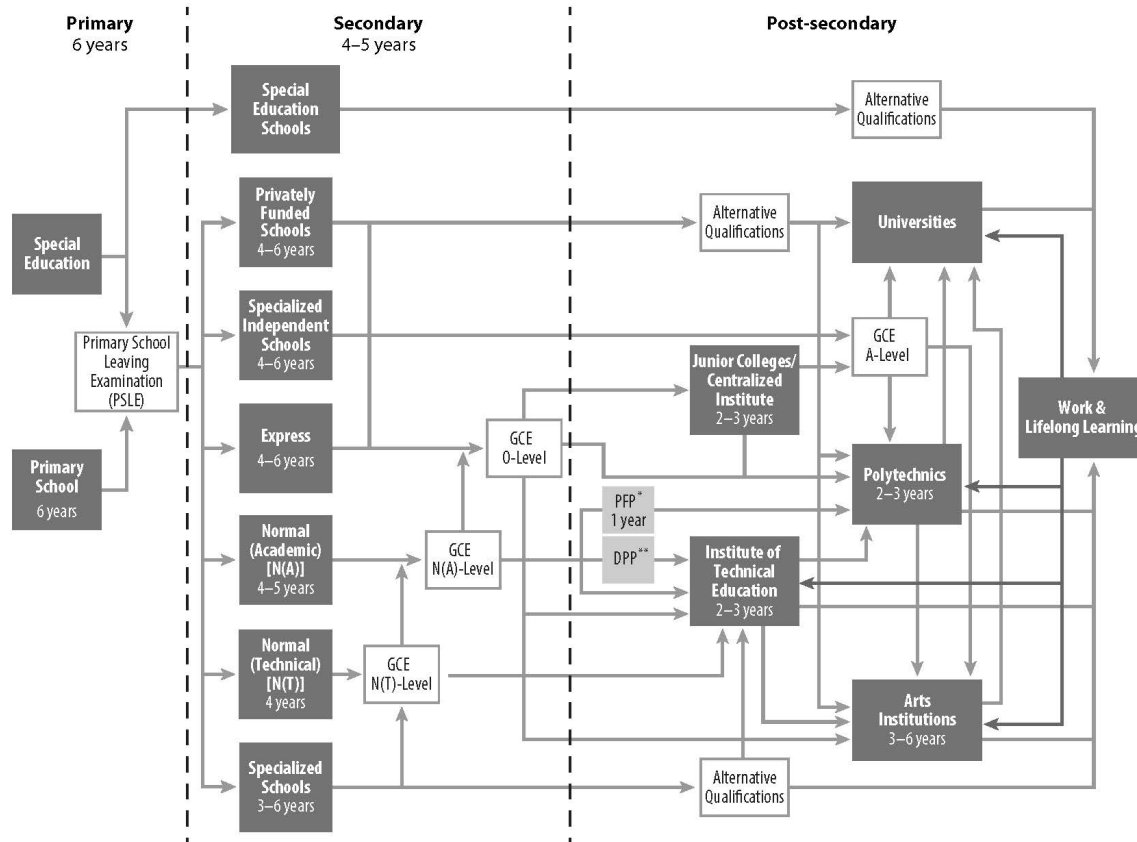 Primary
6 years
Secondary
4–5 years
Post-secondary
Special
Education
Schools
Alternative
Qualifications
Privately
Funded
Schools
4–6 years
Alternative
Qualifications
Universities
Special
Education
Specialized
Independent
Schools
4–6 years
GCE
A-Level
Primary School
Leaving
Examination
(PSLE)
Junior Colleges/
Centralized
Institute
2–3 years
Work &
Lifelong Learning
Express
4–6 years
GCE
O-Level
Primary
School
6 years
Polytechnics
2–3 years
PFP*
1 year
Normal
(Academic)
[N(A)]
4–5 years
GCE
N(A)-Level
DPP**
Institute of
Technical
Education
2–3 years
Normal
(Technical)
[N(T)]
4 years
GCE
N(T)-Level
Arts
Institutions
3–6 years
Specialized
Schools
3–6 years
Alternative
Qualifications